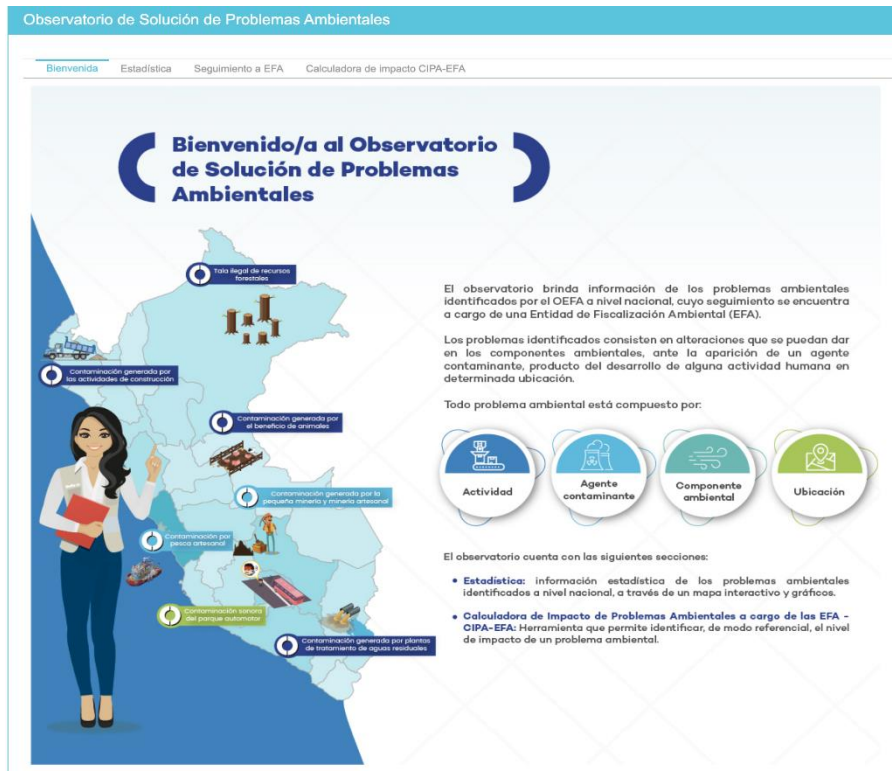 Observatorio de Solución de Problemas Ambientales
Bienvenida Estadística Seguimiento a EFA Calculadora de impacto CIPA-EFA
Bienvenido/a al Observatorio
de Solución de Problemas
Ambientales
Tala ilegal de recursos
forestales
Contaminación generada por
las actividades de construcción
Contaminación generada por
el beneficio de animales
Contaminación generada por la
pequeña minería y minería artesanal
Contaminación por
pesca artesanal
Contaminación sonora
del parque automotor
Contaminación generada por plantas
de tratamiento de aguas residuales
El observatorio brinda información de los problemas ambientales
identificados por el OEFA a nivel nacional, cuyo seguimiento se encuentra
a cargo de una Entidad de Fiscalización Ambiental (EFA).
Los problemas identificados consisten en alteraciones que se puedan dar
en los componentes ambientales, ante la aparición de un agente
contaminante, producto del desarrollo de alguna actividad humana en
determinada ubicación.
Todo problema ambiental está compuesto por:
Actividad
Agente
contaminante
Componente
ambiental
Ubicación
El observatorio cuenta con las siguientes secciones:
• Estadística: información estadística de los problemas ambientales
identificados a nivel nacional, a través de un mapa interactivo y gráficos.
• Calculadora de Impacto de Problemas Ambientales a cargo de las EFA -
CIPA-EFA: Herramienta que permite identificar, de modo referencial, el nivel
de impacto de un problema ambiental.